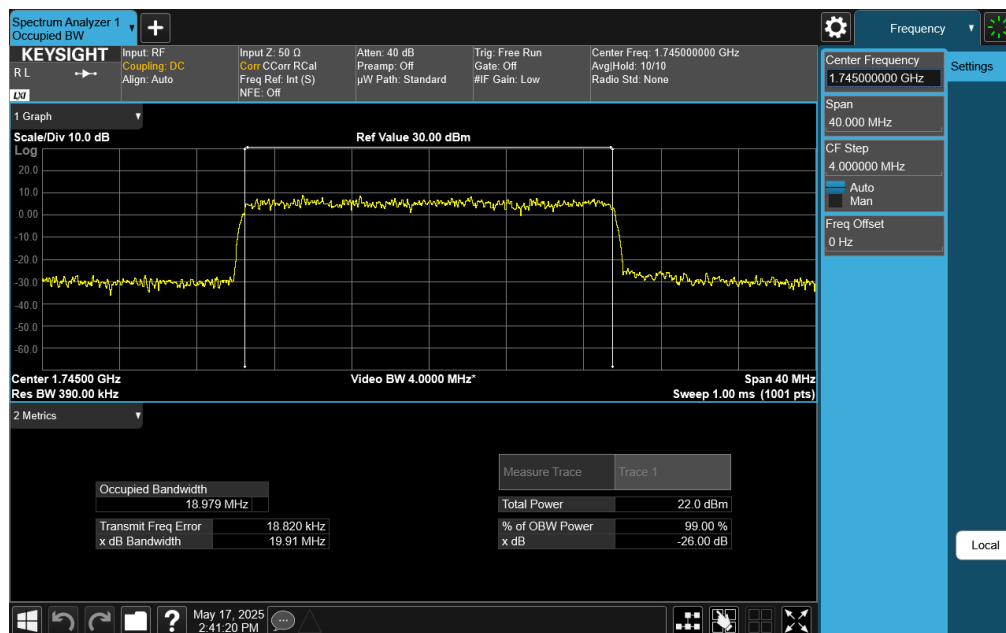 Spectrum Analyzer 1
Occupied BW
Frequency
KEYSIGHT
R L
LXI
Input: RF
Coupling: DC
Align: Auto
Input Z: 50 Ω
Corr CCorr RCal
Freq Ref: Int (S)
NFE: Off
Atten: 40 dB
Preamp: Off
µW Path: Standard
Trig: Free Run
Gate: Off
#IF Gain: Low
Center Freq: 1.745000000 GHz
Avg|Hold: 10/10
Radio Std: None
Center Frequency
1.745000000 GHz
Settings
Span
40.000 MHz
CF Step
4.000000 MHz
Auto
Man
Freq Offset
0 Hz
Local
1 Graph
Scale/Div 10.0 dB
Ref Value 30.00 dBm
Log
20.0
10.0
0.00
-10.0
-20.0
-30.0
-40.0
-50.0
-60.0
Center 1.74500 GHz
Video BW 4.0000 MHz*
Span 40 MHz
Res BW 390.00 kHz
Sweep 1.00 ms (1001 pts)
2 Metrics
Measure Trace Trace 1
Occupied Bandwidth
18.979 MHz
Total Power 22.0 dBm
Transmit Freq Error 18.820 kHz
% of OBW Power 99.00 %
x dB Bandwidth 19.91 MHz
x dB -26.00 dB
May 17, 2025
2:41:20 PM